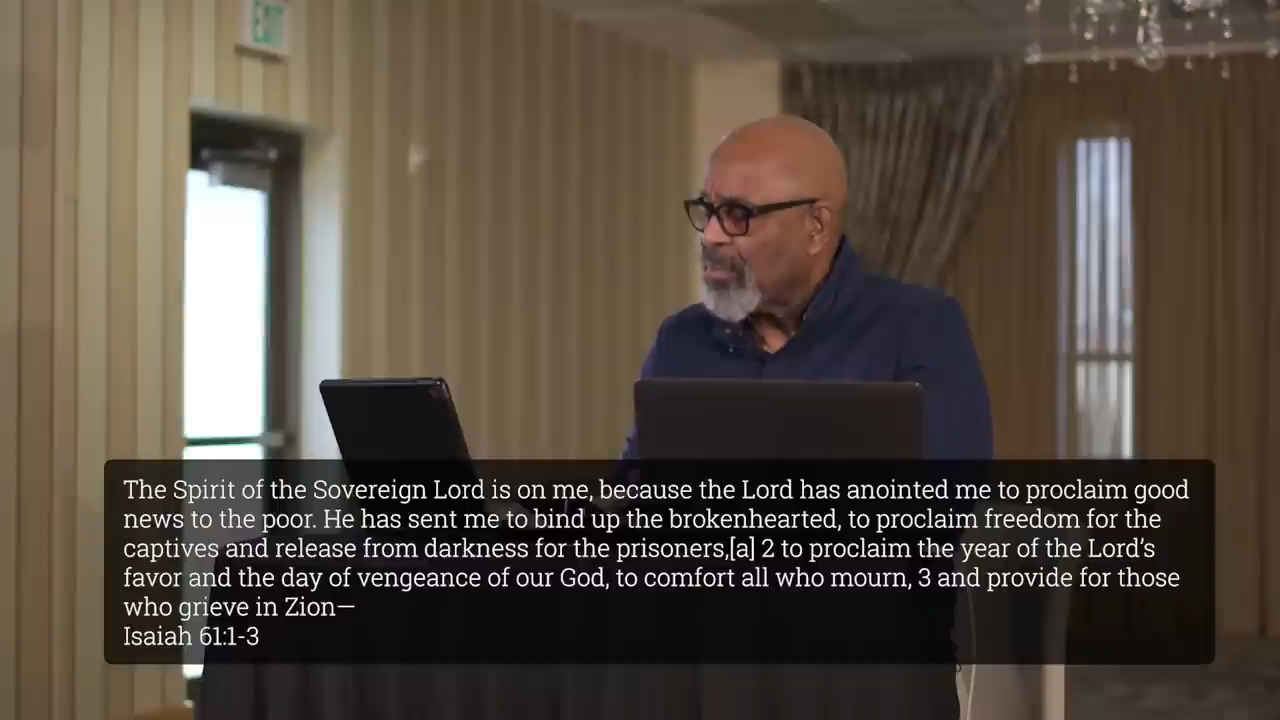 EXIT
The Spirit of the Sovereign Lord is on me, because the Lord has anointed me to proclaim good
news to the poor. He has sent me to bind up the brokenhearted, to proclaim freedom for the
captives and release from darkness for the prisoners,[a] 2 to proclaim the year of the Lord’s
favor and the day of vengeance of our God, to comfort all who mourn, 3 and provide for those
who grieve in Zion—
Isaiah 61:1-3